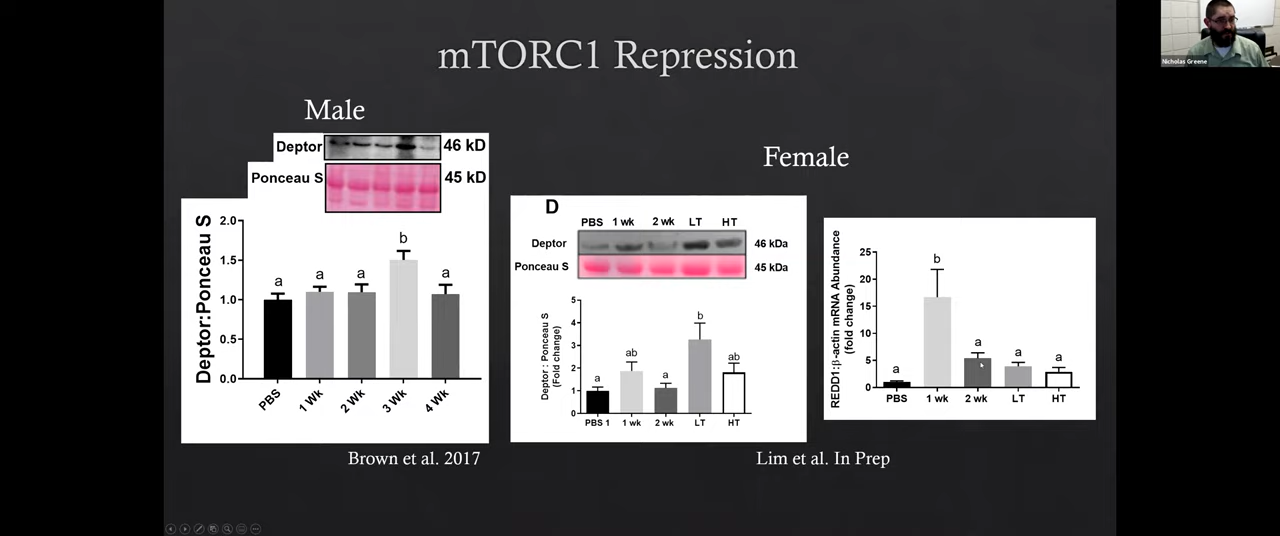 mTORC1 Repression
Nicholas Greene
Male
Deptor
46 kD
Ponceau S
45 kD
Deptor:Ponceau S
2.0
1.5
1.0
0.5
0.0
a
a
a
b
a
PBS
1 Wk
2 Wk
3 Wk
4 Wk
Brown et al. 2017
Female
D
PBS 1 wk 2 wk LT HT
Deptor
46 kDa
Ponceau S
45 kDa
Deptor : Ponceau S
(Fold change)
5
4
3
2
1
0
a
ab
a
b
ab
PBS 1 1 wk 2 wk LT HT
REDD1:β-actin mRNA Abundance
(fold change)
25
20
15
10
5
0
a
b
a
a
a
PBS 1 wk 2 wk LT HT
Lim et al. In Prep